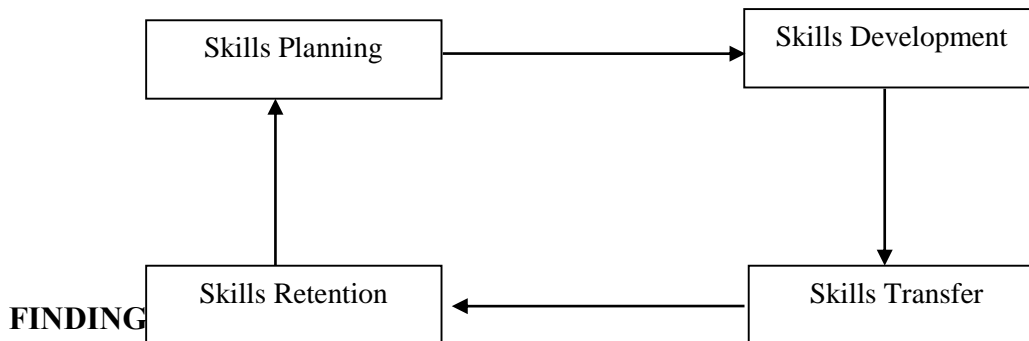 Skills Planning
Skills Development
Skills Retention
Skills Transfer
FINDING